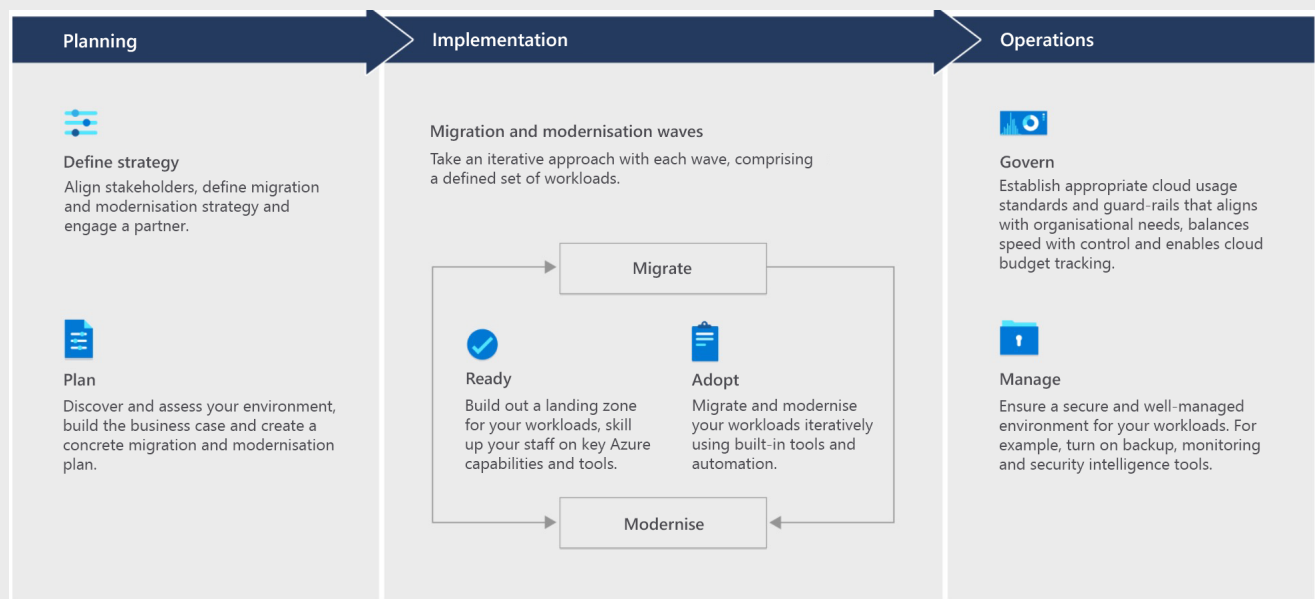 Planning
Implementation
Operations
Define strategy
Align stakeholders, define migration
and modernisation strategy and
engage a partner.
Plan
Discover and assess your environment,
build the business case and create a
concrete migration and modernisation
plan.
Migration and modernisation waves
Take an iterative approach with each wave, comprising
a defined set of workloads.
Migrate
Ready
Build out a landing zone
for your workloads, skill
up your staff on key Azure
capabilities and tools.
Adopt
Migrate and modernise
your workloads iteratively
using built-in tools and
automation.
Modernise
Govern
Establish appropriate cloud usage
standards and guard-rails that aligns
with organisational needs, balances
speed with control and enables cloud
budget tracking.
Manage
Ensure a secure and well-managed
environment for your workloads. For
example, turn on backup, monitoring
and security intelligence tools.